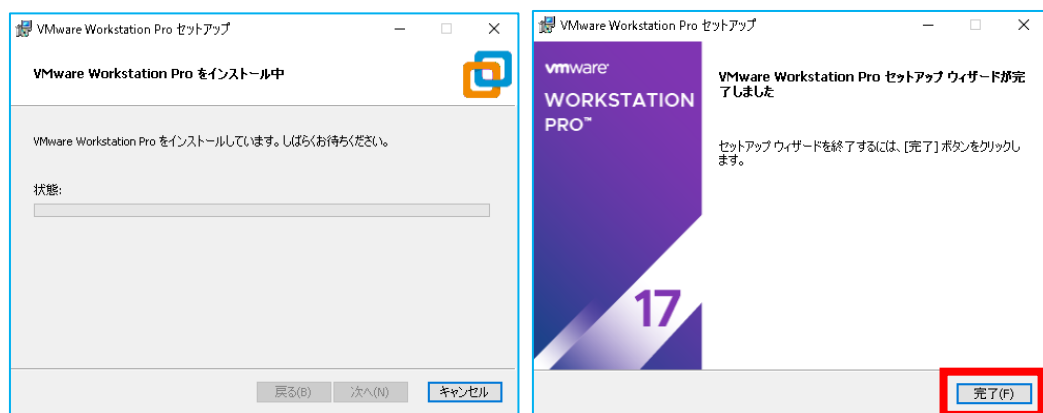 VMware Workstation Pro セットアップ
VMware Workstation Pro をインストール中
VMware Workstation Pro をインストールしています。しばらくお待ちください。
状態:
戻る(B)
次へ(N)
キャンセル
VMware Workstation Pro セットアップ
vmware
WORKSTATION
PRO™
17
VMware Workstation Pro セットアップ ウィザードが完
了しました
セットアップ ウィザードを終了するには、[完了] ボタンをクリックし
ます。
完了(F)